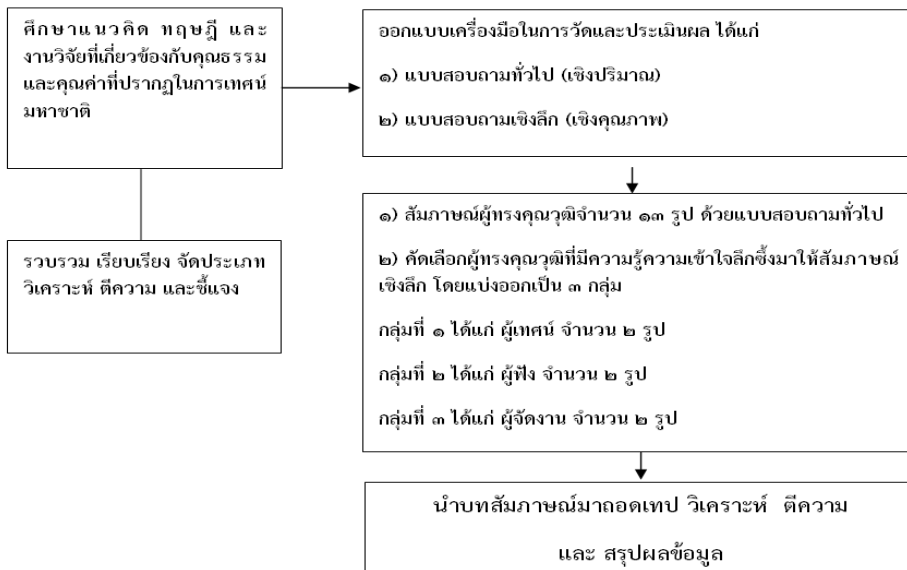 ศึกษาแนวคิด ทฤษฎี และ
งานวิจัยที่เกี่ยวข้องกับคุณธรรม
และคุณค่าที่ปรากฏในการเทศน์
มหาชาติ
รวบรวม เรียบเรียง จัดประเภท
วิเคราะห์ ตีความ และชี้แจง
ออกแบบเครื่องมือในการวัดและประเมินผล ได้แก่
๑) แบบสอบถามทั่วไป (เชิงปริมาณ)
๒) แบบสอบถามเชิงลึก (เชิงคุณภาพ)
๑) สัมภาษณ์ผู้ทรงคุณวุฒิจำนวน ๑๓ รูป ด้วยแบบสอบถามทั่วไป
๒) คัดเลือกผู้ทรงคุณวุฒิที่มีความรู้ความเข้าใจลึกซึ้งมาให้สัมภาษณ์
เชิงลึก โดยแบ่งออกเป็น ๓ กลุ่ม
กลุ่มที่ ๑ ได้แก่ ผู้เทศน์ จำนวน ๒ รูป
กลุ่มที่ ๒ ได้แก่ ผู้ฟัง จำนวน ๒ รูป
กลุ่มที่ ๓ ได้แก่ ผู้จัดงาน จำนวน ๒ รูป
นำบทสัมภาษณ์มาถอดเทป วิเคราะห์ ตีความ
และ สรุปผลข้อมูล